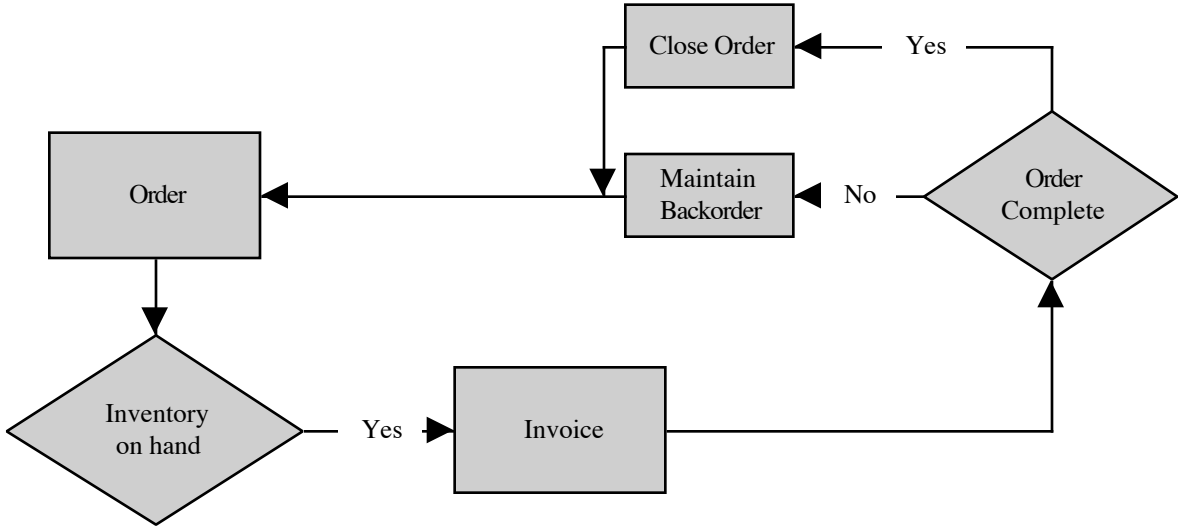 Close Order
Yes
Order
Maintain
Backorder
No
Order
Complete
Inventory
on hand
Yes
Invoice